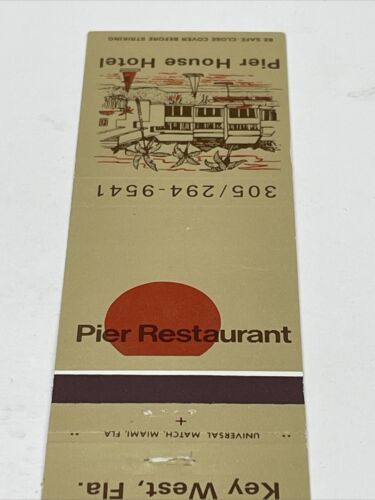 BE SAFE. CLOSE COVER BEFORE STRIKING
Pier House Hotel
305/294-9541
Pier Restaurant
" UNIVERSAL MATCH, MIAMI, FLA "
+
Key West, Fla.